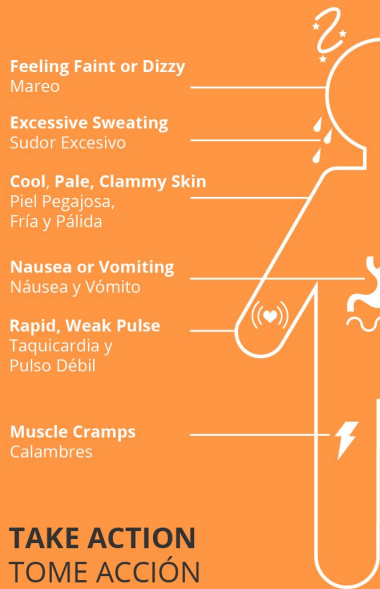 Feeling Faint or Dizzy
Mareo
Excessive Sweating
Sudor Excesivo
Cool, Pale, Clammy Skin
Piel Pegajosa,
Fría y Pálida
Nausea or Vomiting
Náusea y Vómito
Rapid, Weak Pulse
Taquicardia y
Pulso Débil
Muscle Cramps
Calambres
TAKE ACTION
TOME ACCIÓN